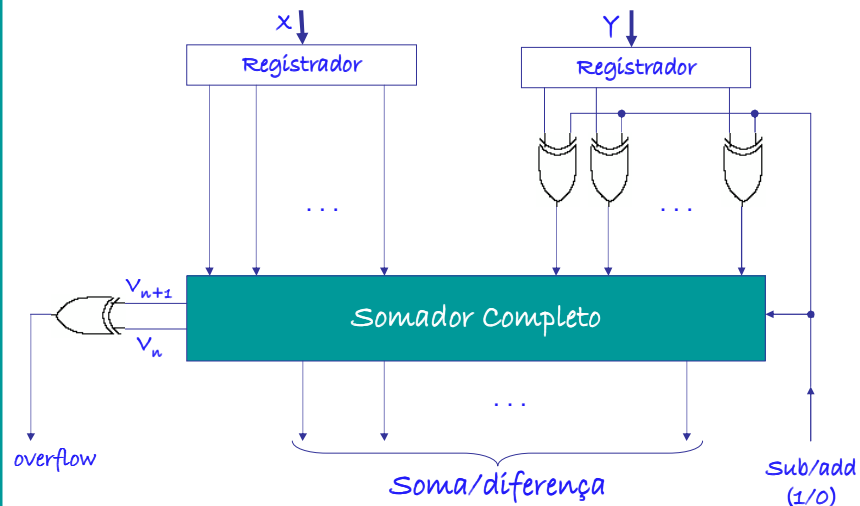 X
Y
Registrador
Registrador
. . .
. . .
Vn+1
Vn
Somador Completo
. . .
overflow
Soma/diferença
Sub/add
(1/0)